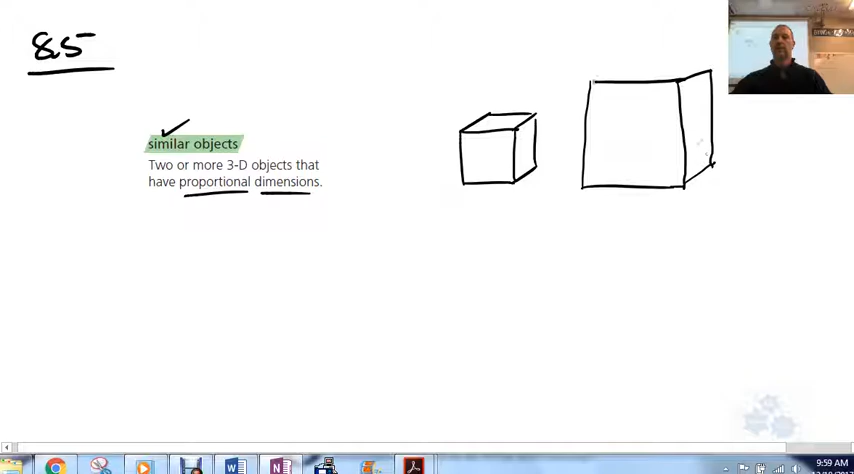 8.5
similar objects
Two or more 3-D objects that
have proportional dimensions.
9:59 AM